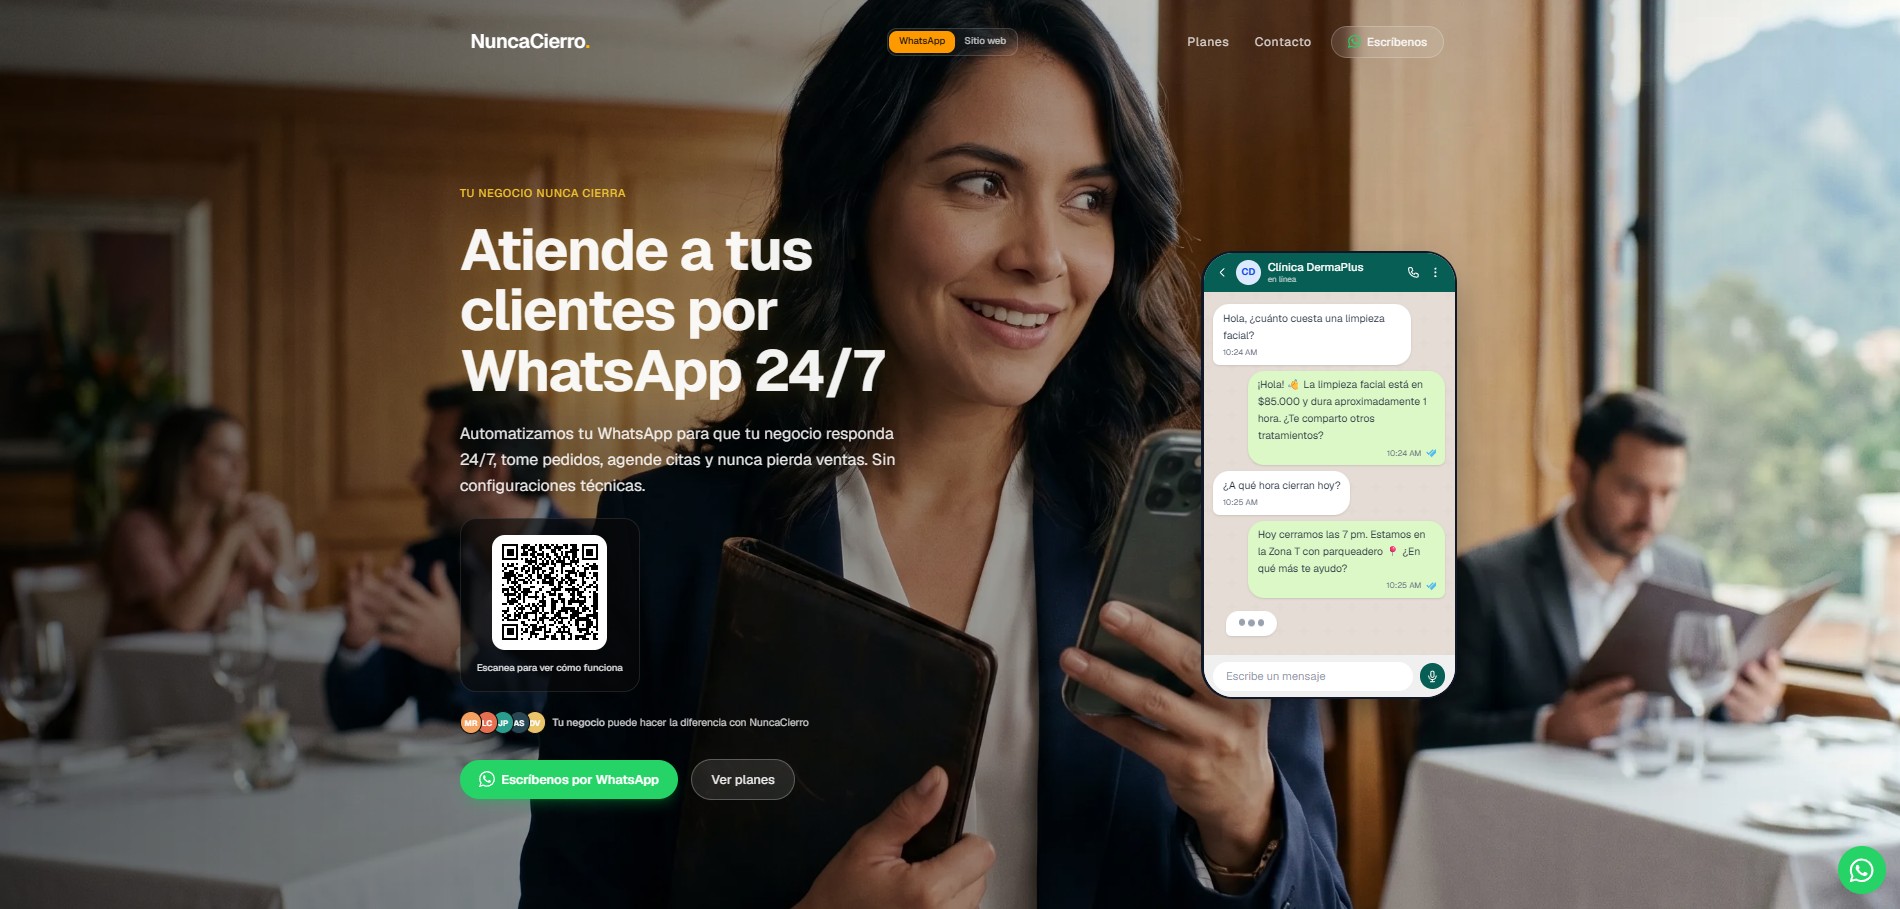 NuncaCierro.
WhatsApp
Sitio web
Planes
Contacto
Escríbenos
TU NEGOCIO NUNCA CIERRA
Atiende a tus
clientes por
WhatsApp 24/7
Automatizamos tu WhatsApp para que tu negocio responda
24/7, tome pedidos, agende citas y nunca pierda ventas. Sin
configuraciones técnicas.
Escanea para ver cómo funciona
MR LC JP AS DV
Tu negocio puede hacer la diferencia con NuncaCierro
Escríbenos por WhatsApp
Ver planes
CD
Clínica DermaPlus
en línea
Hola, ¿cuánto cuesta una limpieza
facial?
10:24 AM
¡Hola! 👋 La limpieza facial está en
$85.000 y dura aproximadamente 1
hora. ¿Te comparto otros
tratamientos?
10:24 AM
¿A qué hora cierran hoy?
10:25 AM
Hoy cerramos las 7 pm. Estamos en
la Zona T con parqueadero 📍 ¿En
qué más te ayudo?
10:25 AM
Escribe un mensaje